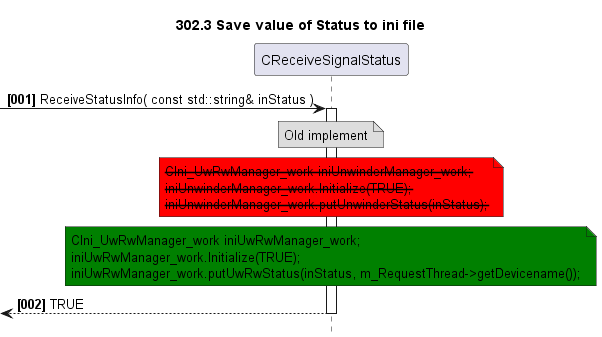 302.3 Save value of Status to ini file
CReceiveSignalStatus
[001] ReceiveStatusInfo( const std::string& inStatus )
Old implement
CIni_UwRwManager_work iniUnwinderManager_work;
iniUnwinderManager_work.Initialize(TRUE);
iniUnwinderManager_work.putUnwinderStatus(inStatus);
CIni_UwRwManager_work iniUwRwManager_work;
iniUwRwManager_work.Initialize(TRUE);
iniUwRwManager_work.putUwRwStatus(inStatus, m_RequestThread->getDevicename());
[002] TRUE